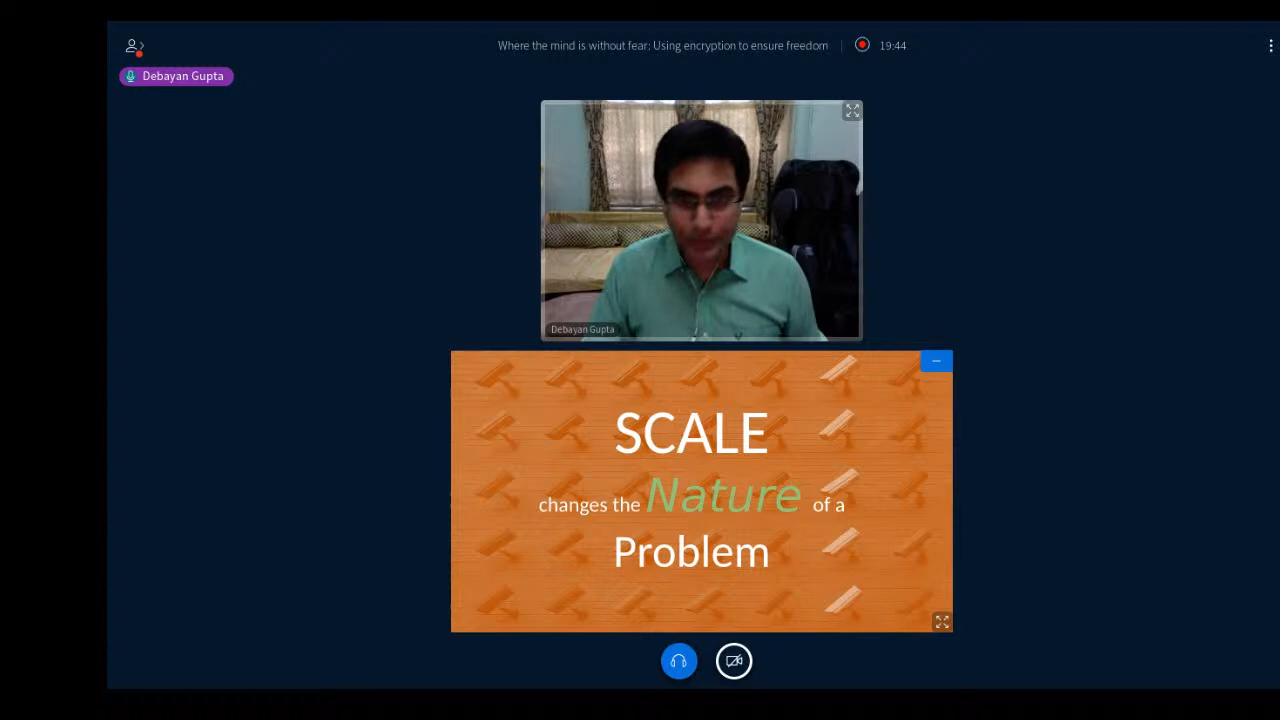 Where the mind is without fear: Using encryption to ensure freedom
19:44
Debayan Gupta
Debayan Gupta
SCALE
changes the Nature of a
Problem